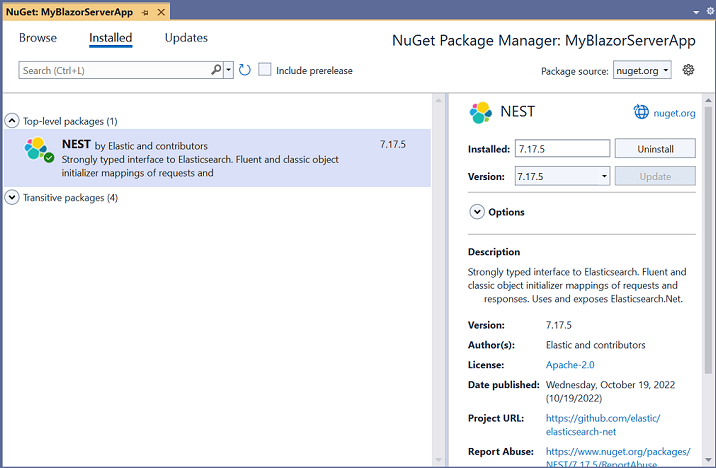 NuGet: MyBlazorServerApp
Browse Installed Updates
NuGet Package Manager: MyBlazorServerApp
Search (Ctrl+L)
Include prerelease
Package source: nuget.org
Top-level packages (1)
NEST by Elastic and contributors 7.17.5
Strongly typed interface to Elasticsearch. Fluent and classic object
initializer mappings of requests and
Transitive packages (4)
NEST
nuget.org
Installed: 7.17.5 Uninstall
Version: 7.17.5 Update
Options
Description
Strongly typed interface to Elasticsearch. Fluent and
classic object initializer mappings of requests and
responses. Uses and exposes Elasticsearch.Net.
Version: 7.17.5
Author(s): Elastic and contributors
License: Apache-2.0
Date published: Wednesday, October 19, 2022
(10/19/2022)
Project URL: https://github.com/elastic/
elasticsearch-net
Report Abuse: https://www.nuget.org/packages/
NEST/7.17.5/ReportAbuse